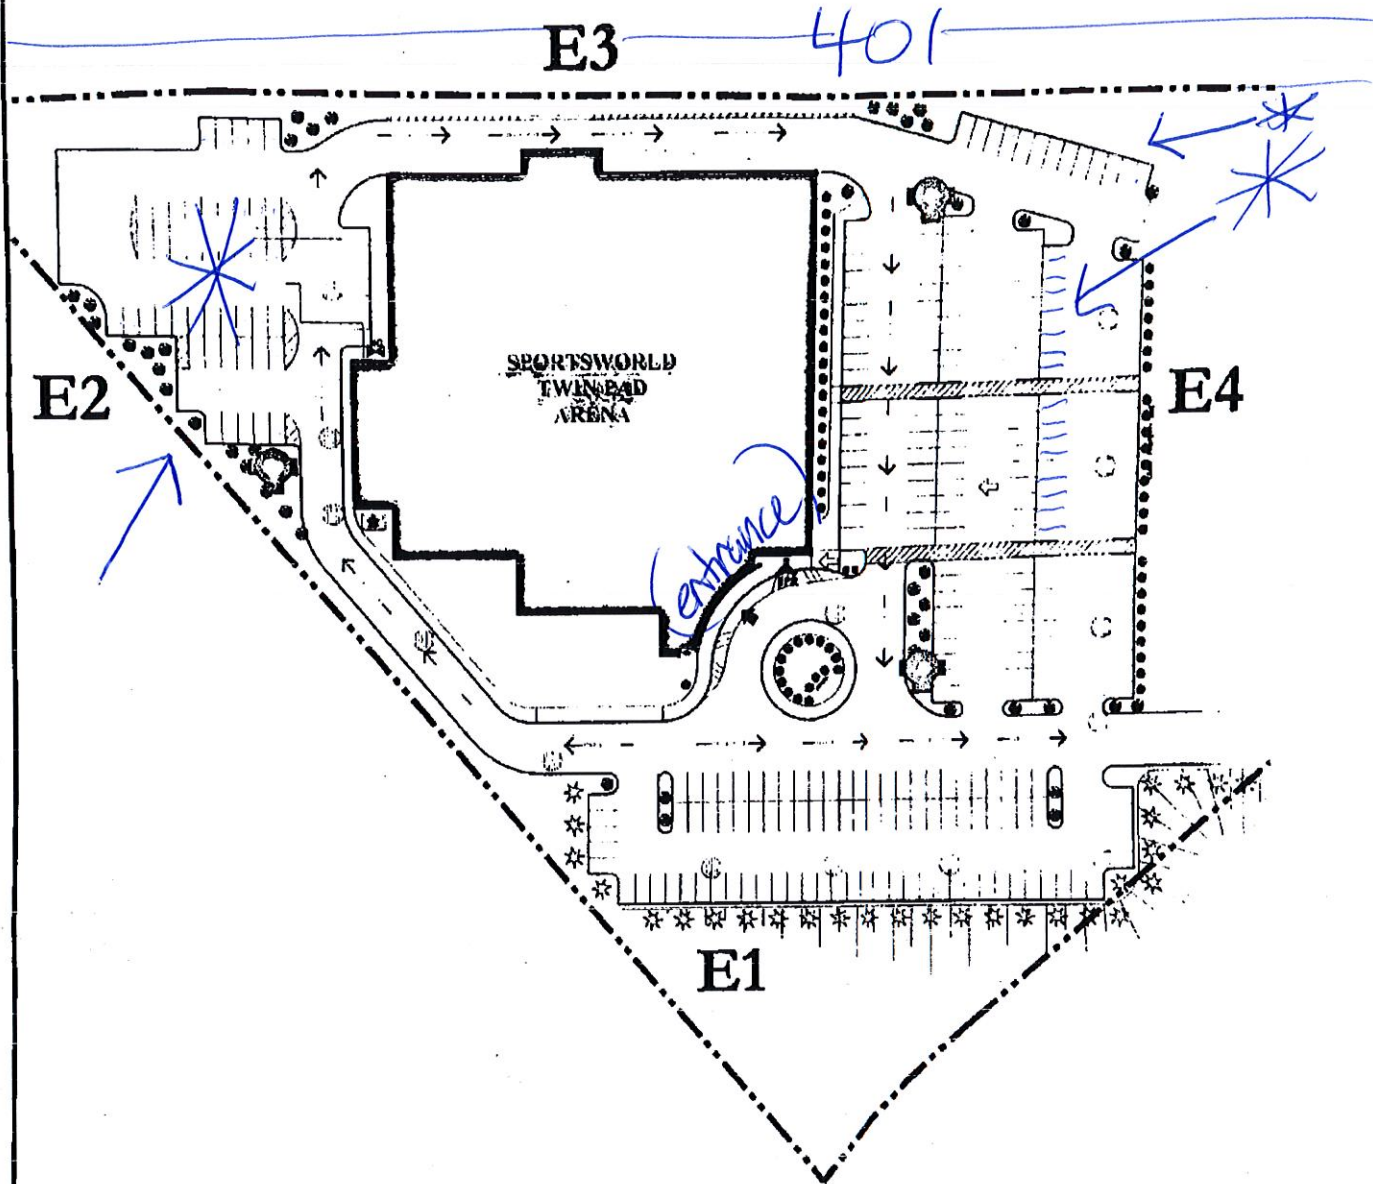 401
E3
SPORTSWORLD
TWIN PAD
ARENA
E2
E4
(entrance)
E1